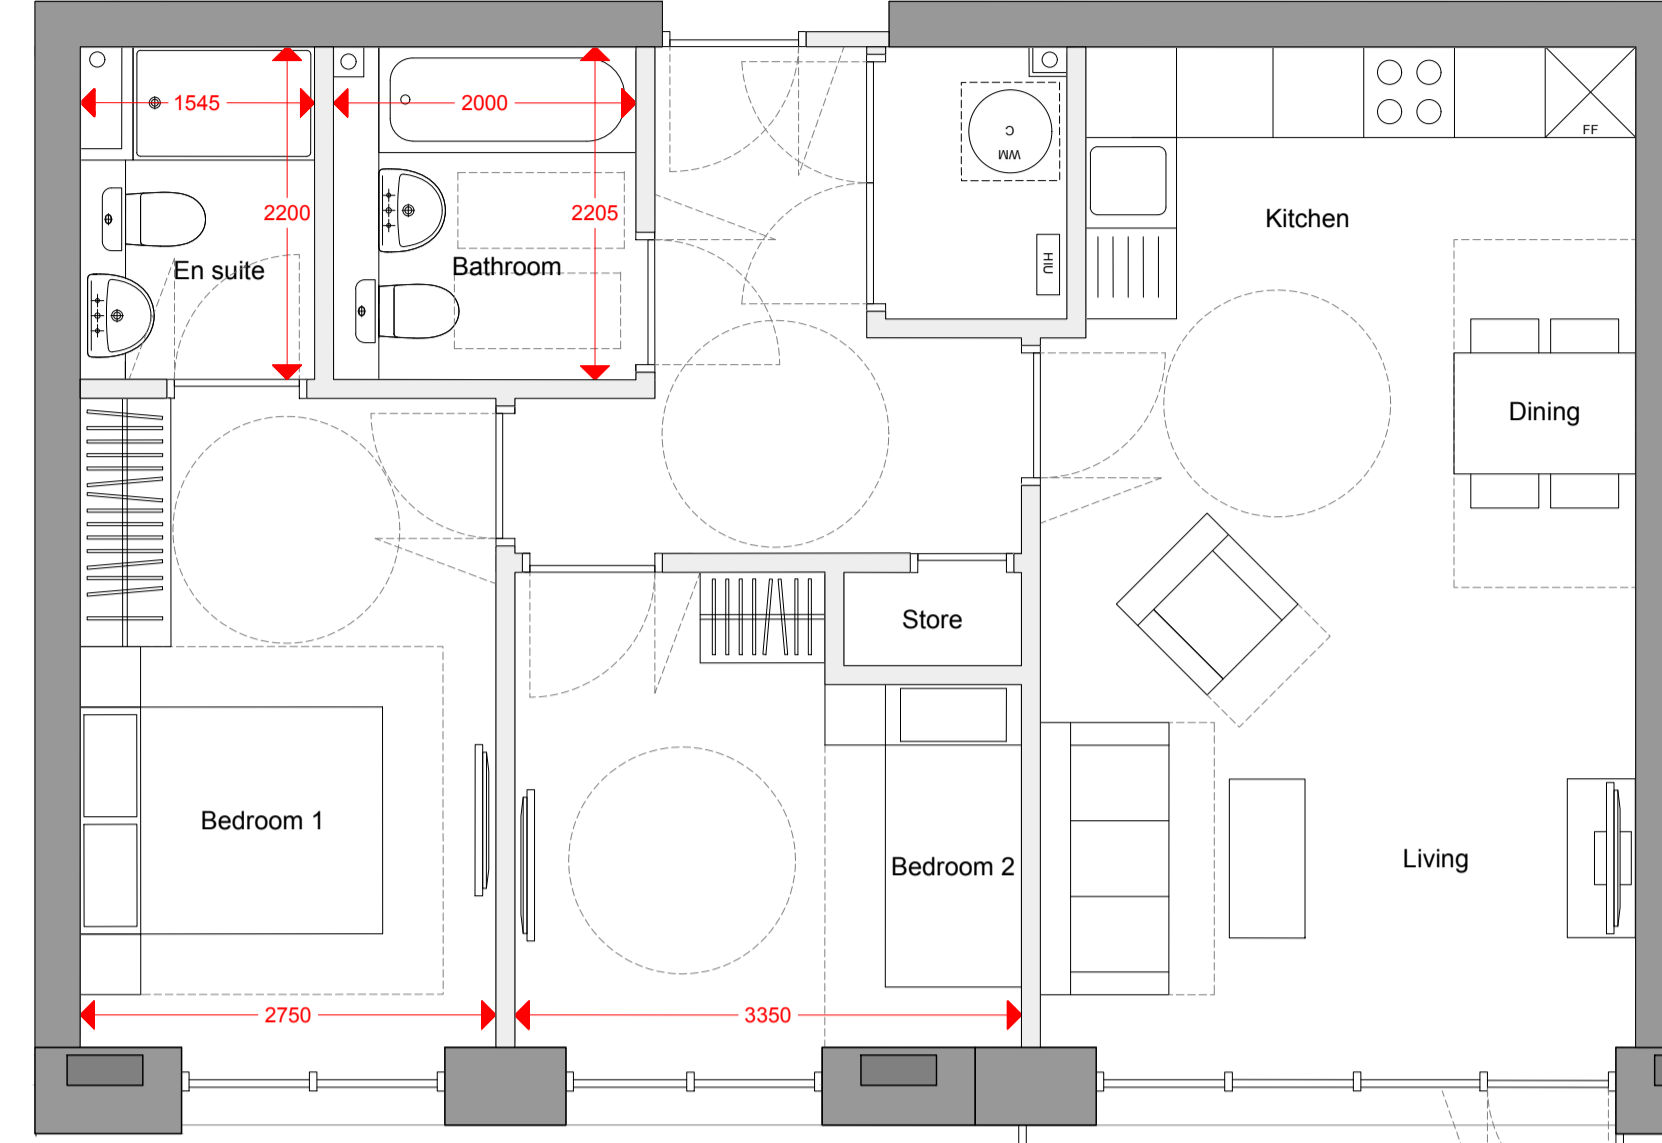 1545
2000
FF
C
WM
2200
2205
Kitchen
HIU
En suite
Bathroom
Dining
Store
Bedroom 1
Living
Bedroom 2
2750
3350